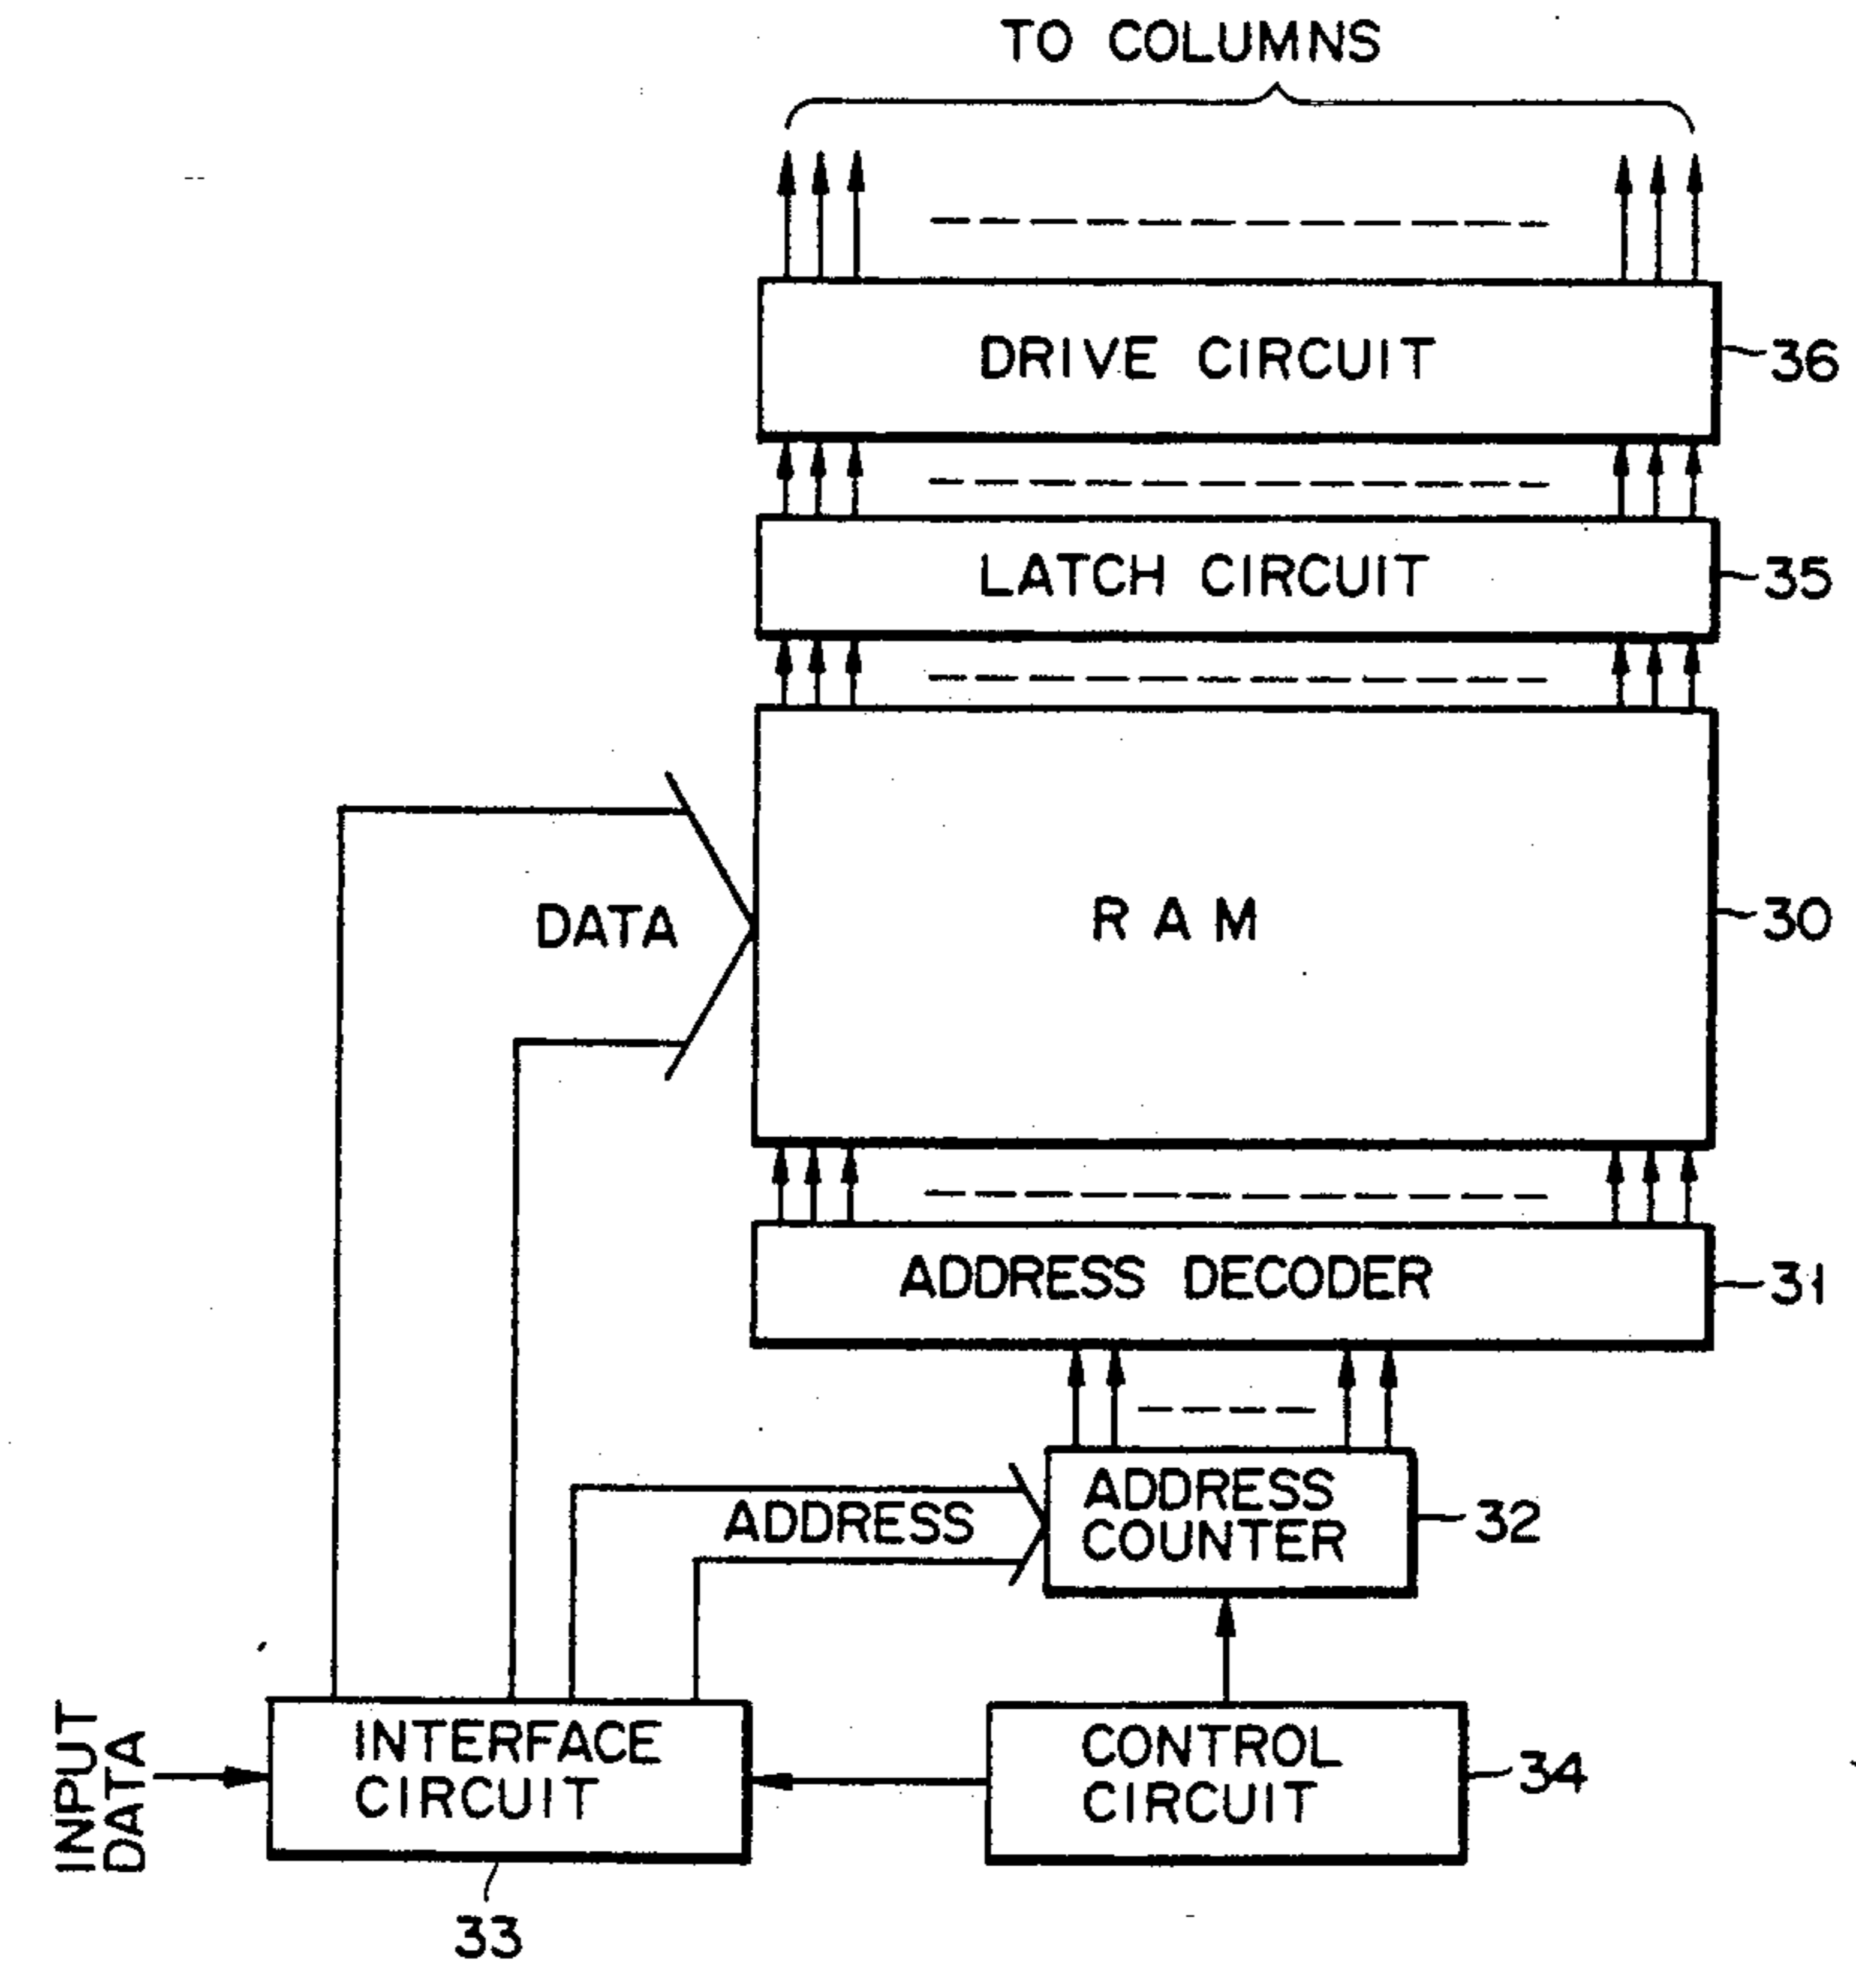 TO COLUMNS
DRIVE CIRCUIT
36
LATCH CIRCUIT
35
DATA
RAM
30
ADDRESS DECODER
31
ADDRESS
ADDRESS
COUNTER
32
INPUT
DATA
INTERFACE
CIRCUIT
33
CONTROL
CIRCUIT
34